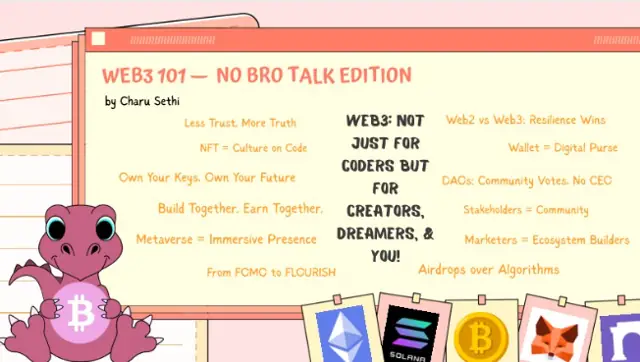 WEB3 101 — NO BRO TALK EDITION
by Charu Sethi
Less Trust. More Truth
NFT = Culture on Code
Own Your Keys. Own Your Future
Build Together. Earn Together.
Metaverse = Immersive Presence
From FOMO to FLOURISH
WEB3: NOT
JUST FOR
CODERS BUT
FOR
CREATORS,
DREAMERS, &
YOU!
Web2 vs Web3: Resilience Wins
Wallet = Digital Purse
DAOs: Community Votes. No CEO
Stakeholders = Community
Marketers = Ecosystem Builders
Airdrops over Algorithms
SOLANA